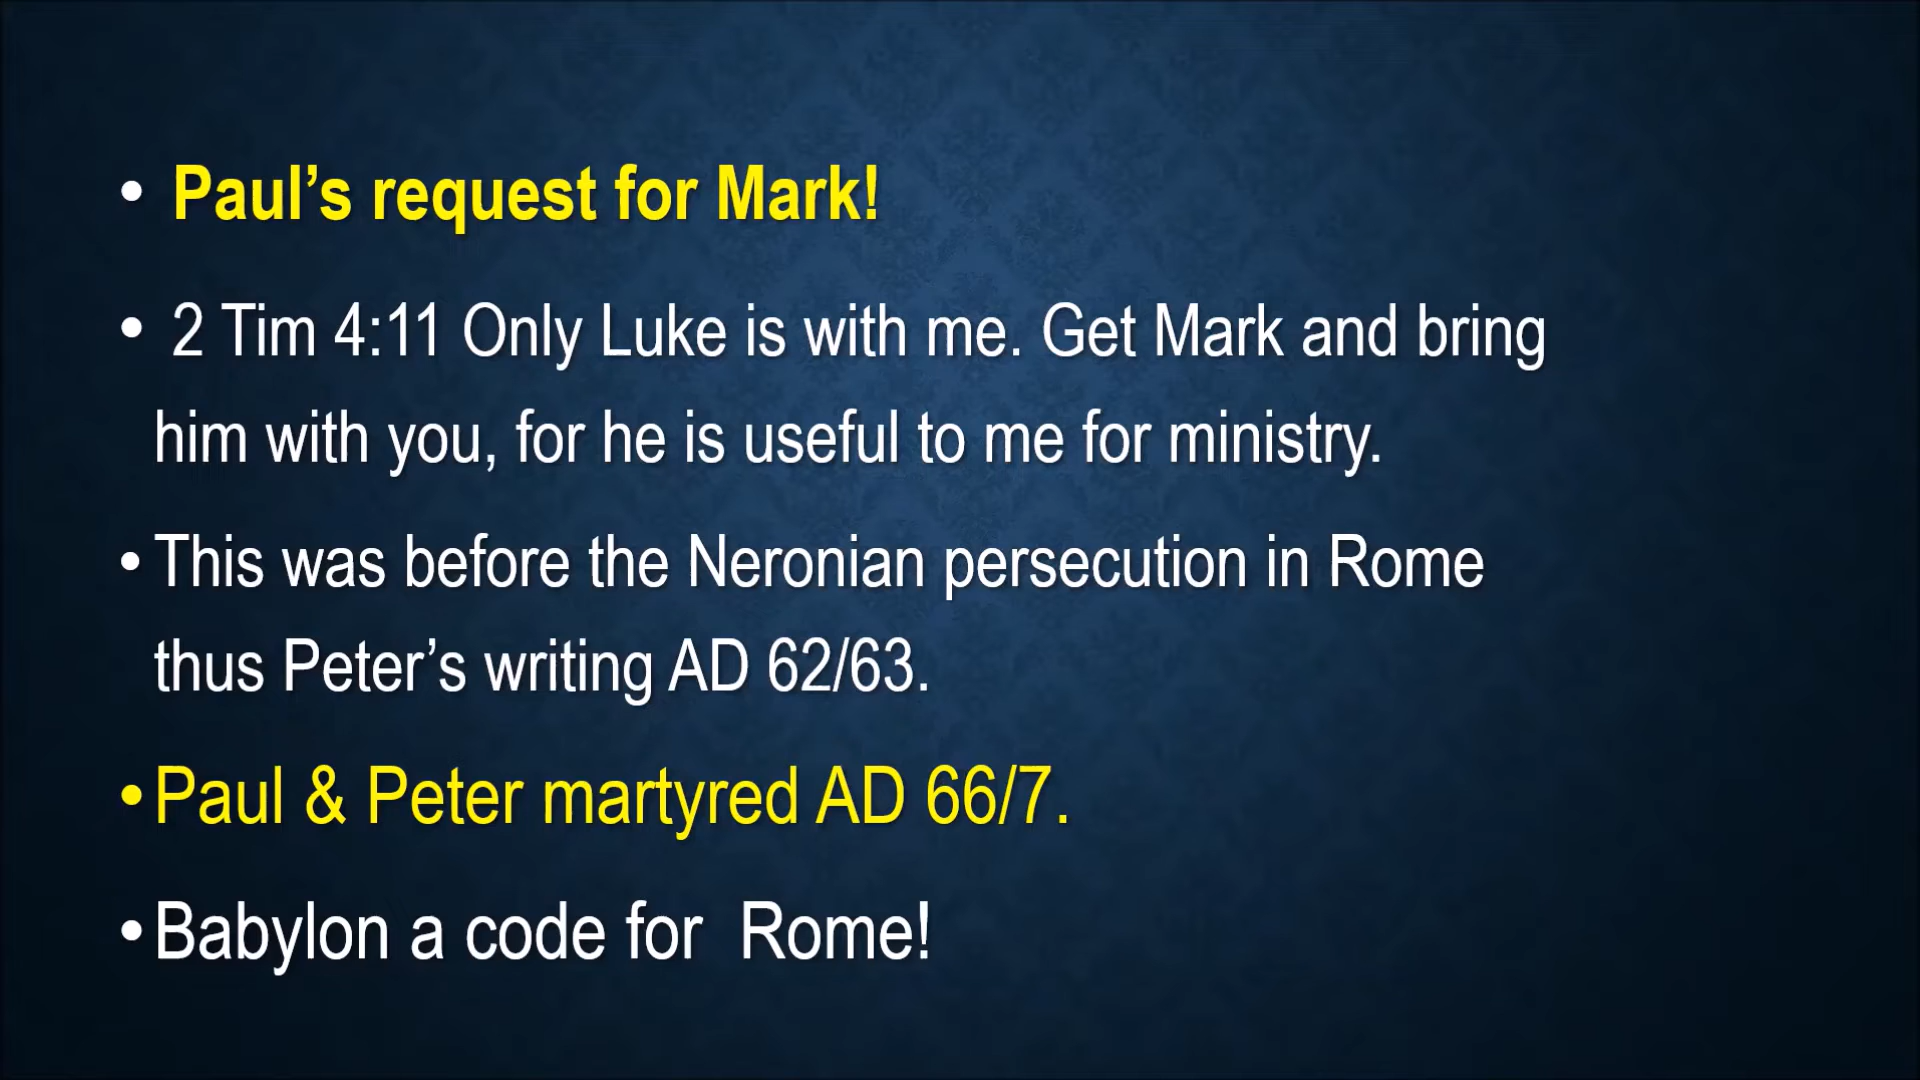 • Paul’s request for Mark!
• 2 Tim 4:11 Only Luke is with me. Get Mark and bring
him with you, for he is useful to me for ministry.
• This was before the Neronian persecution in Rome
thus Peter’s writing AD 62/63.
• Paul & Peter martyred AD 66/7.
• Babylon a code for  Rome!